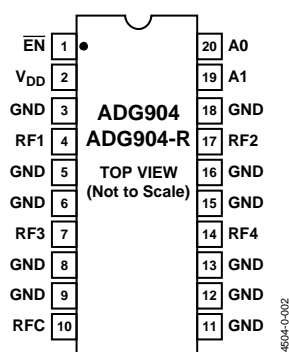 EN 1 20 A0
VDD 2 19 A1
GND 3 ADG904 18 GND
RF1 4 ADG904-R 17 RF2
GND 5 TOP VIEW 16 GND
GND 6 (Not to Scale) 15 GND
RF3 7 14 RF4
GND 8 13 GND
GND 9 12 GND
RFC 10 11 GND
4504-0-002